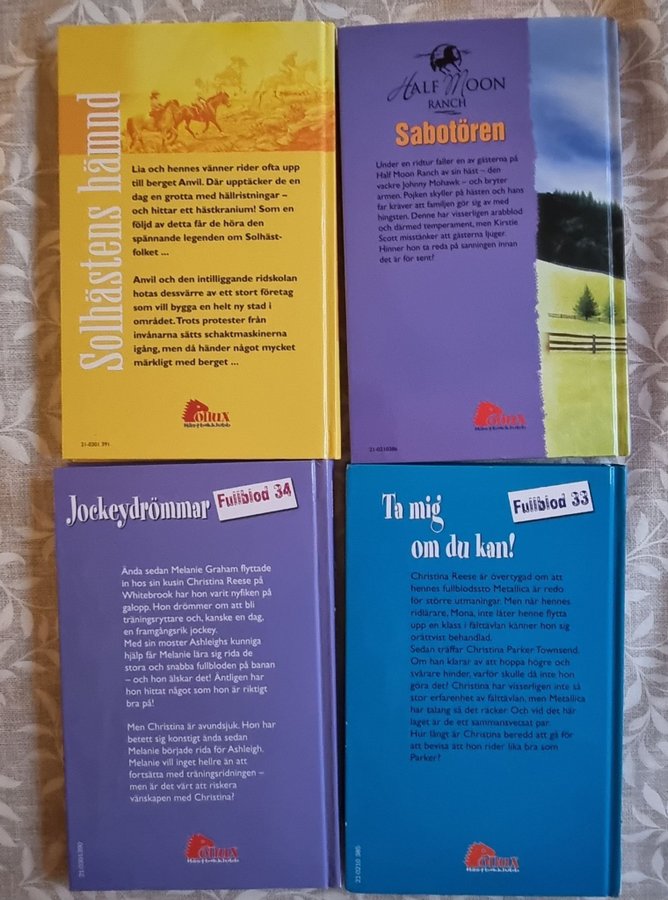 Solhästens hämnd
Lia och hennes vänner rider ofta upp
till berget Anvil. Där upptäcker de en
dag en grotta med hällristningar –
och hittar ett hästkranium! Som en
följd av detta får de höra den
spännande legenden om Solhäst-
folket ...
Anvil och den intilliggande ridskolan
hotas dessvärre av ett stort företag
som vill bygga en helt ny stad i
området. Trots protester från
invånarna sätts schaktmaskinerna
igång, men då händer något mycket
märkligt med berget ...
Pollux
Hästbokklubb
21-0301 391
HALF MOON
RANCH
Sabotören
Under en ridtur faller en av gästerna på
Half Moon Ranch av sin häst – den
vackre Johnny Mohawk – och bryter
armen. Pojken skyller på hästen och hans
far kräver att familjen gör sig av med
hingsten. Denne har visserligen arabblod
och därmed temperament, men Kirstie
Scott misstänker att gästerna ljuger.
Hinner hon ta reda på sanningen innan
det är för sent?
Pollux
Hästbokklubb
21-0210386
Jockeydrömmar
Fullblod 34
Ända sedan Melanie Graham flyttade
in hos sin kusin Christina Reese på
Whitebrook har hon varit nyfiken på
galopp. Hon drömmer om att bli
träningsryttare och, kanske en dag,
en framgångsrik jockey.
Med sin moster Ashleighs kunniga
hjälp får Melanie lära sig rida de
stora och snabba fullbloden på banan
– och hon älskar det! Äntligen har
hon hittat något som hon är riktigt
bra på!
Men Christina är avundsjuk. Hon har
betett sig konstigt ända sedan
Melanie började rida för Ashleigh.
Melanie vill inget hellre än att
fortsätta med träningsridningen –
men är det värt att riskera
vänskapen med Christina?
Pollux
Hästbokklubb
21-0301390
Ta mig
om du kan!
Fullblod 33
Christina Reese är övertygad om att
hennes fullblodssto Metallica är redo
för större utmaningar. Men när hennes
ridlärare, Mona, inte låter henne flytta
upp en klass i fälttävlan känner hon sig
orättvist behandlad.
Sedan träffar Christina Parker Townsend.
Om han klarar av att hoppa högre och
svårare hinder, varför skulle då inte hon
göra det? Christina har visserligen inte så
stor erfarenhet av fälttävlan, men Metallica
har talang så det räcker. Och vid det här
laget är de ett sammansvetsat par.
Hur långt är Christina beredd att gå för
att bevisa att hon rider lika bra som
Parker?
Pollux
Hästbokklubb
21-0210 385